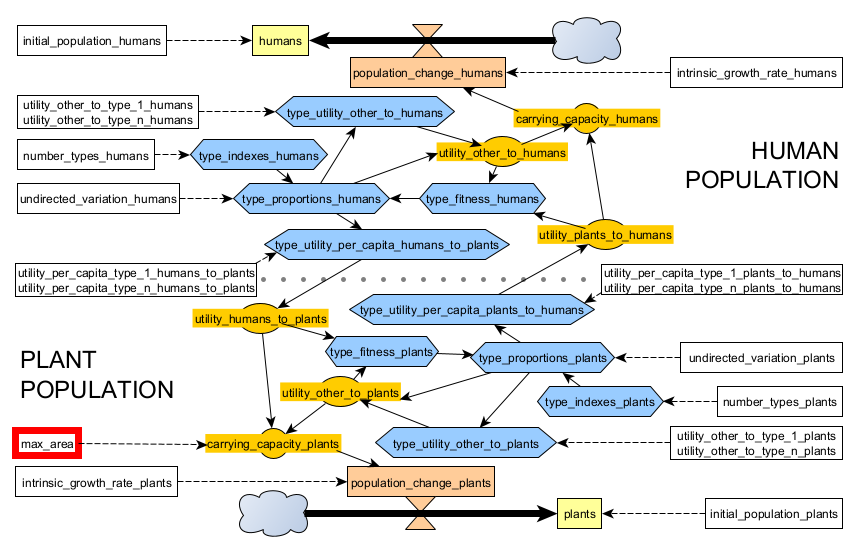 initial_population_humans
humans
population_change_humans
intrinsic_growth_rate_humans
utility_other_to_type_1_humans
utility_other_to_type_n_humans
type_utility_other_to_humans
carrying_capacity_humans
number_types_humans
type_indexes_humans
utility_other_to_humans
HUMAN
POPULATION
undirected_variation_humans
type_proportions_humans
type_fitness_humans
utility_plants_to_humans
type_utility_per_capita_humans_to_plants
utility_per_capita_type_1_humans_to_plants
utility_per_capita_type_n_humans_to_plants
utility_per_capita_type_1_plants_to_humans
utility_per_capita_type_n_plants_to_humans
type_utility_per_capita_plants_to_humans
utility_humans_to_plants
PLANT
POPULATION
type_fitness_plants
type_proportions_plants
undirected_variation_plants
utility_other_to_plants
type_indexes_plants
number_types_plants
max_area
carrying_capacity_plants
type_utility_other_to_plants
utility_other_to_type_1_plants
utility_other_to_type_n_plants
intrinsic_growth_rate_plants
population_change_plants
plants
initial_population_plants